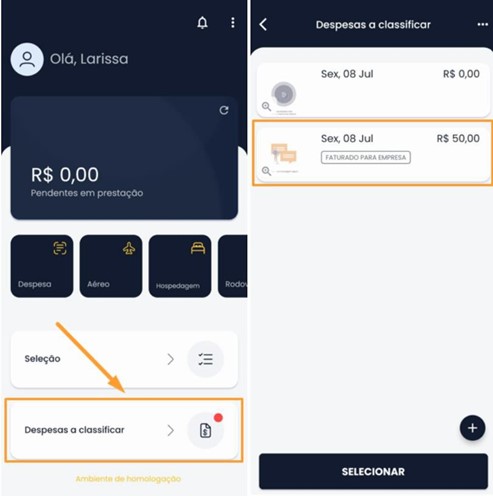 Olá, Larissa
R$ 0,00
Pendentes em prestação
Despesa
Aéreo
Hospedagem
Rodov
Seleção
Despesas a classificar
Ambiente de homologação
Despesas a classificar
Sex, 08 Jul
R$ 0,00
Sex, 08 Jul
R$ 50,00
FATURADO PARA EMPRESA
SELECIONAR